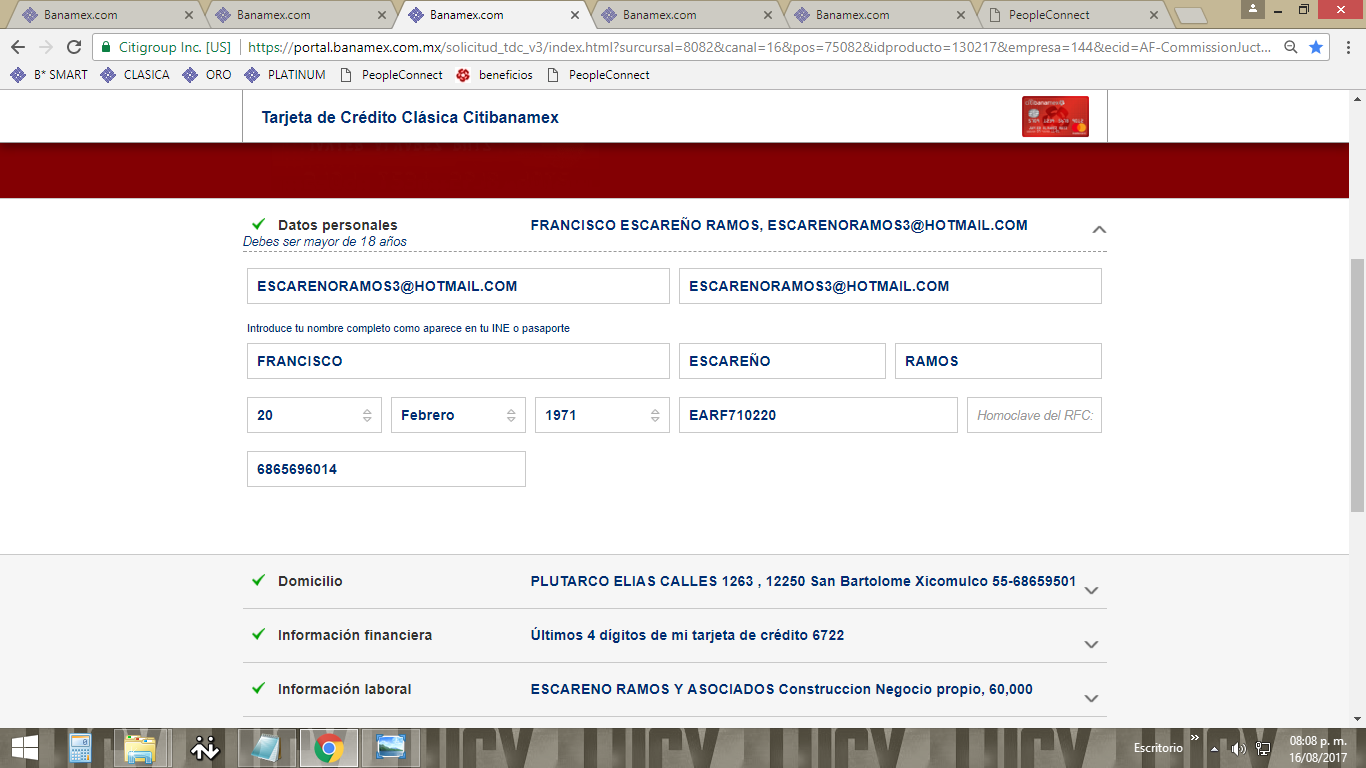 Banamex.com
Banamex.com
Banamex.com
Banamex.com
Banamex.com
PeopleConnect
Citigroup Inc. [US]
https://portal.banamex.com.mx/solicitud_tdc_v3/index.html?surcursal=8082&canal=16&pos=75082&idproducto=130217&empresa=144&ecid=AF-CommissionJuct...
B* SMART
CLASICA
ORO
PLATINUM
PeopleConnect
beneficios
PeopleConnect
Tarjeta de Crédito Clásica Citibanamex
citibanamex
Datos personales
FRANCISCO ESCAREÑO RAMOS, ESCARENORAMOS3@HOTMAIL.COM
Debes ser mayor de 18 años
ESCARENORAMOS3@HOTMAIL.COM
ESCARENORAMOS3@HOTMAIL.COM
Introduce tu nombre completo como aparece en tu INE o pasaporte
FRANCISCO
ESCAREÑO
RAMOS
20
Febrero
1971
EARF710220
Homoclave del RFC:
6865696014
Domicilio
PLUTARCO ELIAS CALLES 1263 , 12250 San Bartolome Xicomulco 55-68659501
Información financiera
Últimos 4 dígitos de mi tarjeta de crédito 6722
Información laboral
ESCARENO RAMOS Y ASOCIADOS Construccion Negocio propio, 60,000
Escritorio
08:08 p. m.
16/08/2017